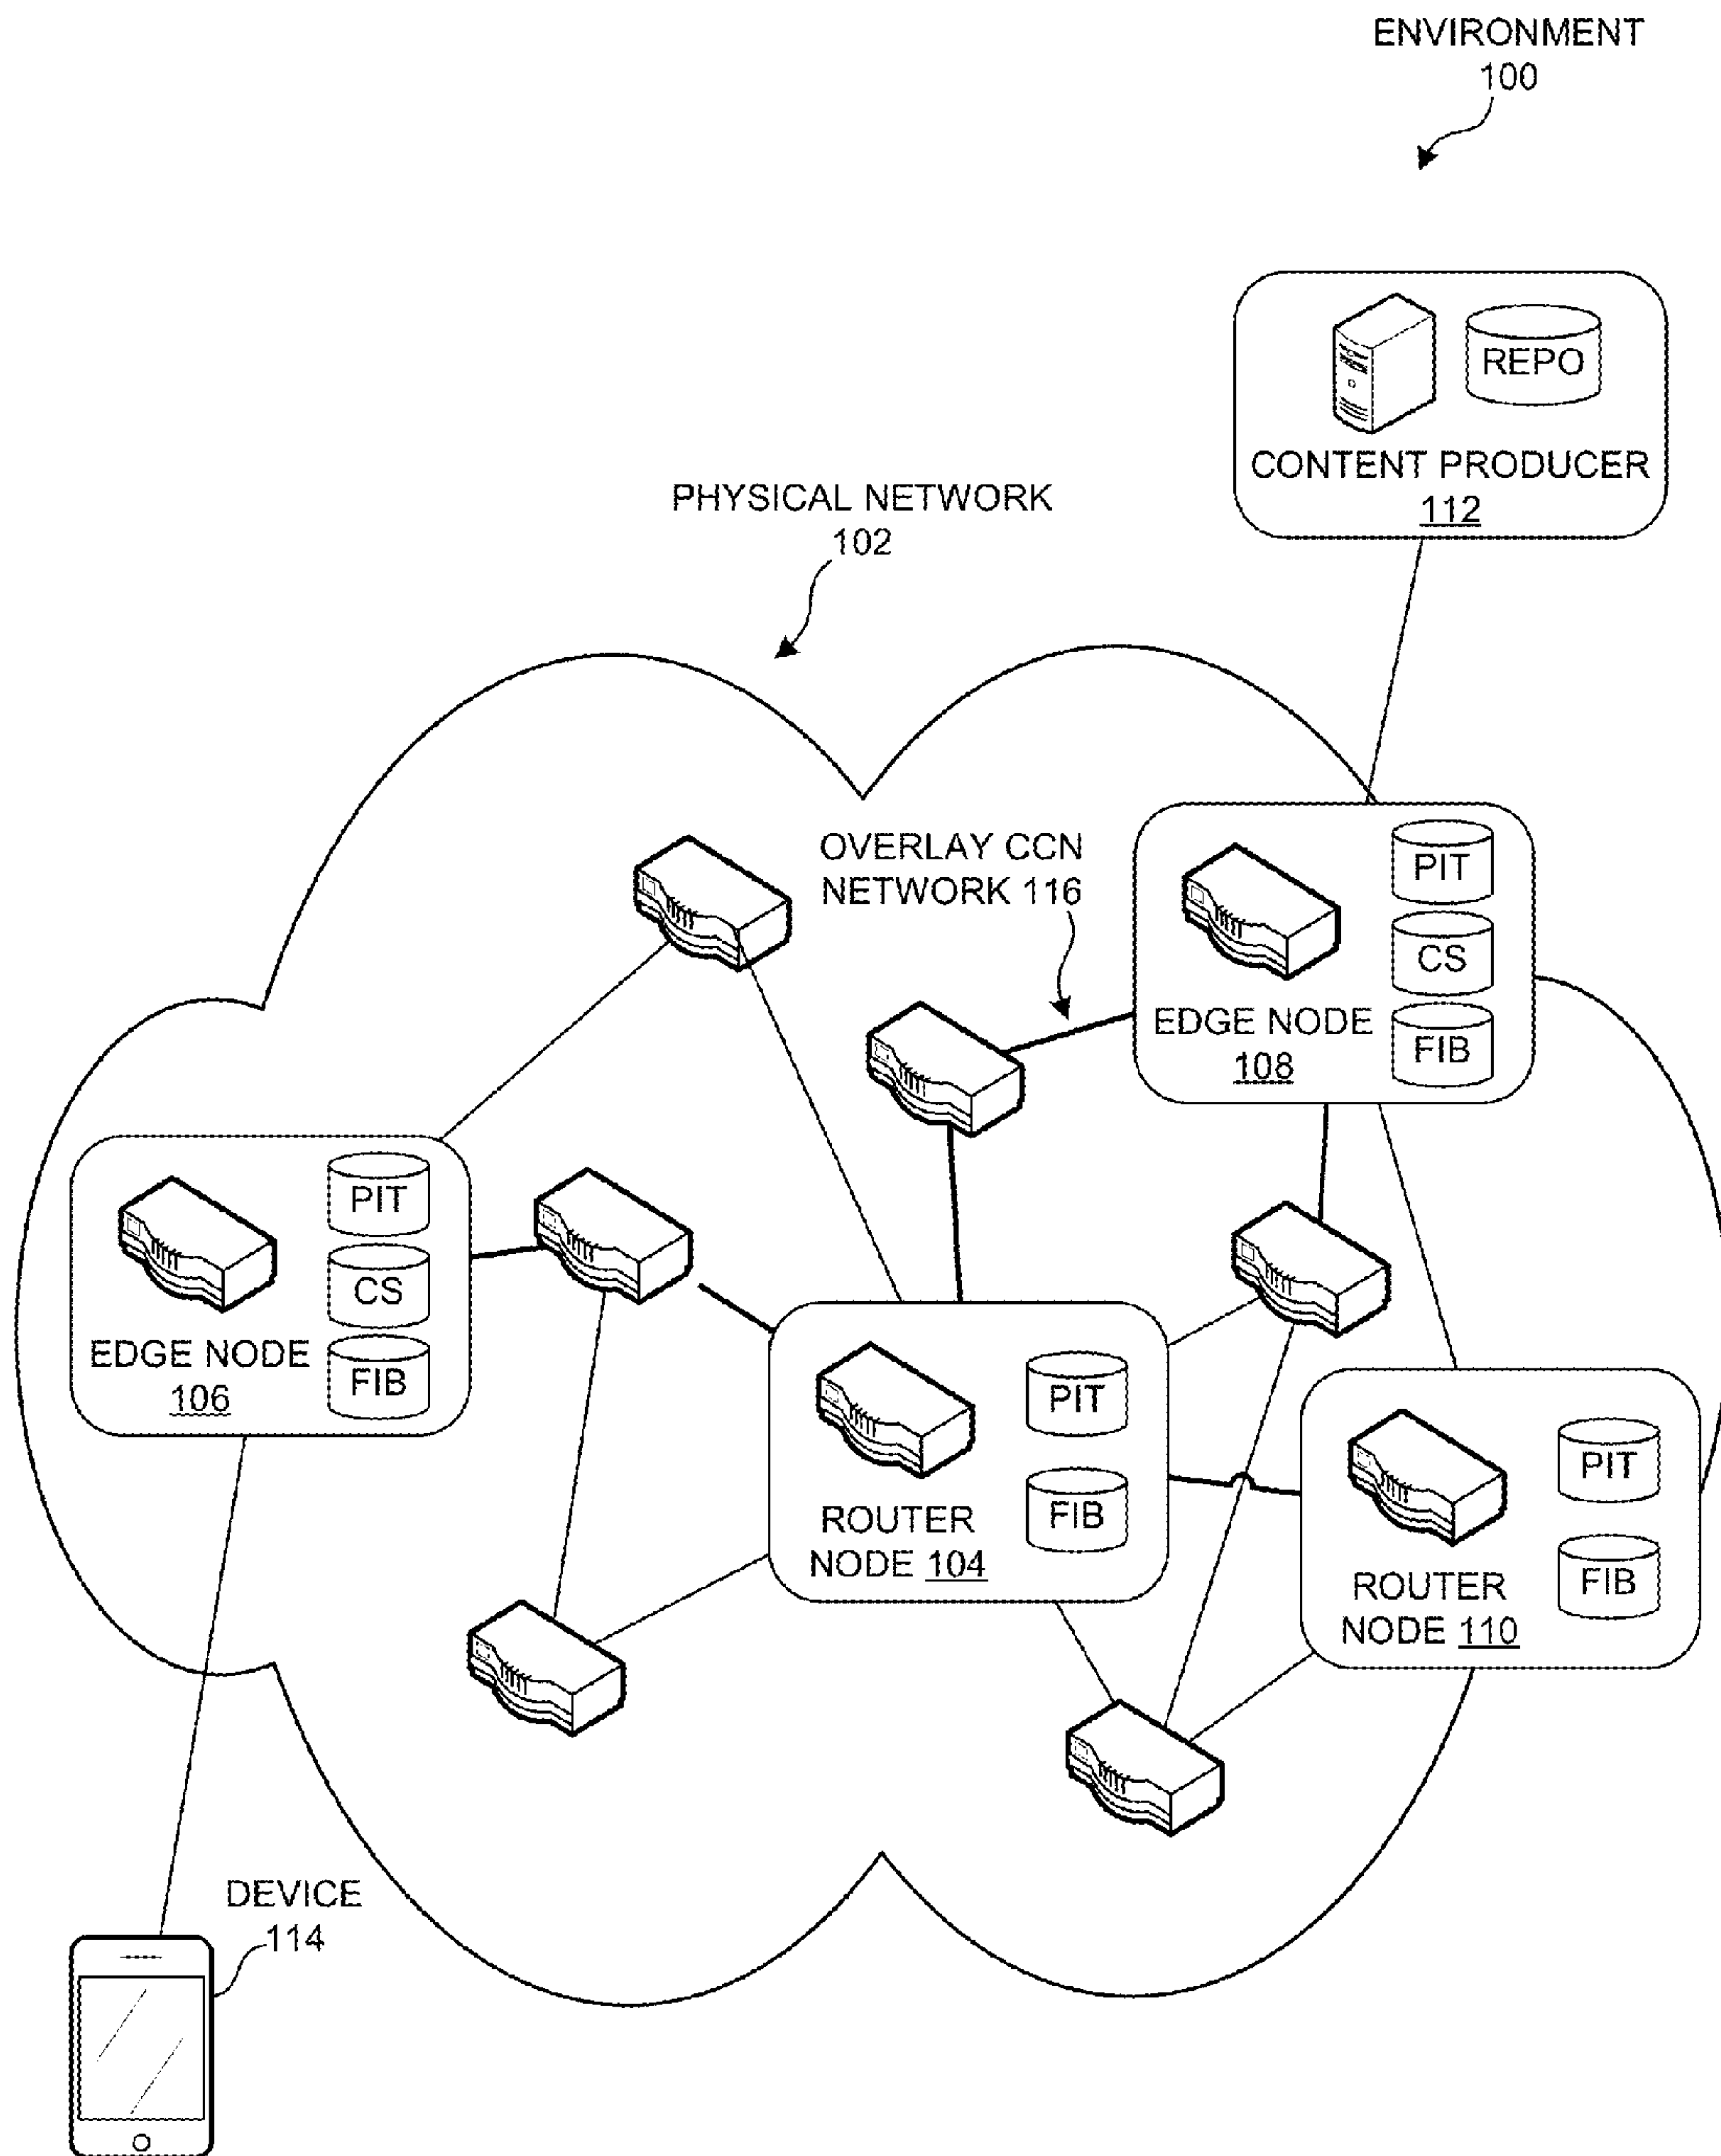 ENVIRONMENT
100
REPO
CONTENT PRODUCER
112
PHYSICAL NETWORK
102
OVERLAY CCN
NETWORK 116
PIT
CS
FIB
EDGE NODE
108
PIT
CS
FIB
EDGE NODE
106
PIT
FIB
ROUTER
NODE 104
PIT
FIB
ROUTER
NODE 110
DEVICE
114